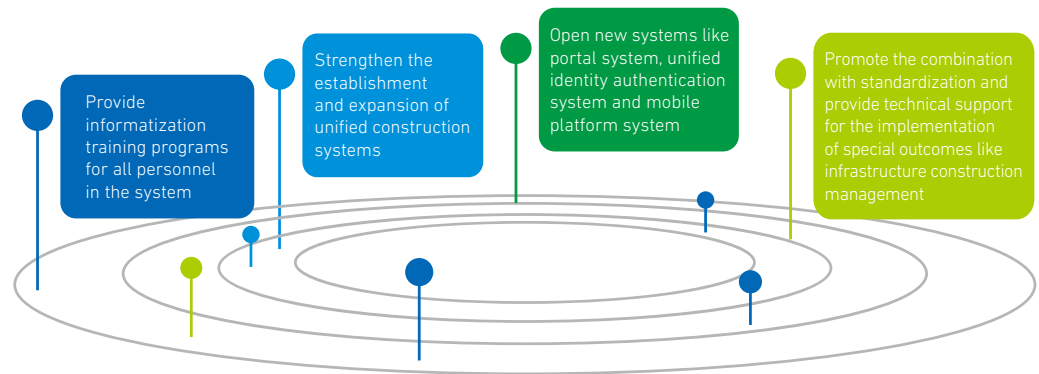 Provide
informatization
training programs
for all personnel
in the system
Strengthen the
establishment
and expansion of
unified construction
systems
Open new systems like
portal system, unified
identity authentication
system and mobile
platform system
Promote the combination
with standardization and
provide technical support
for the implementation
of special outcomes like
infrastructure construction
management